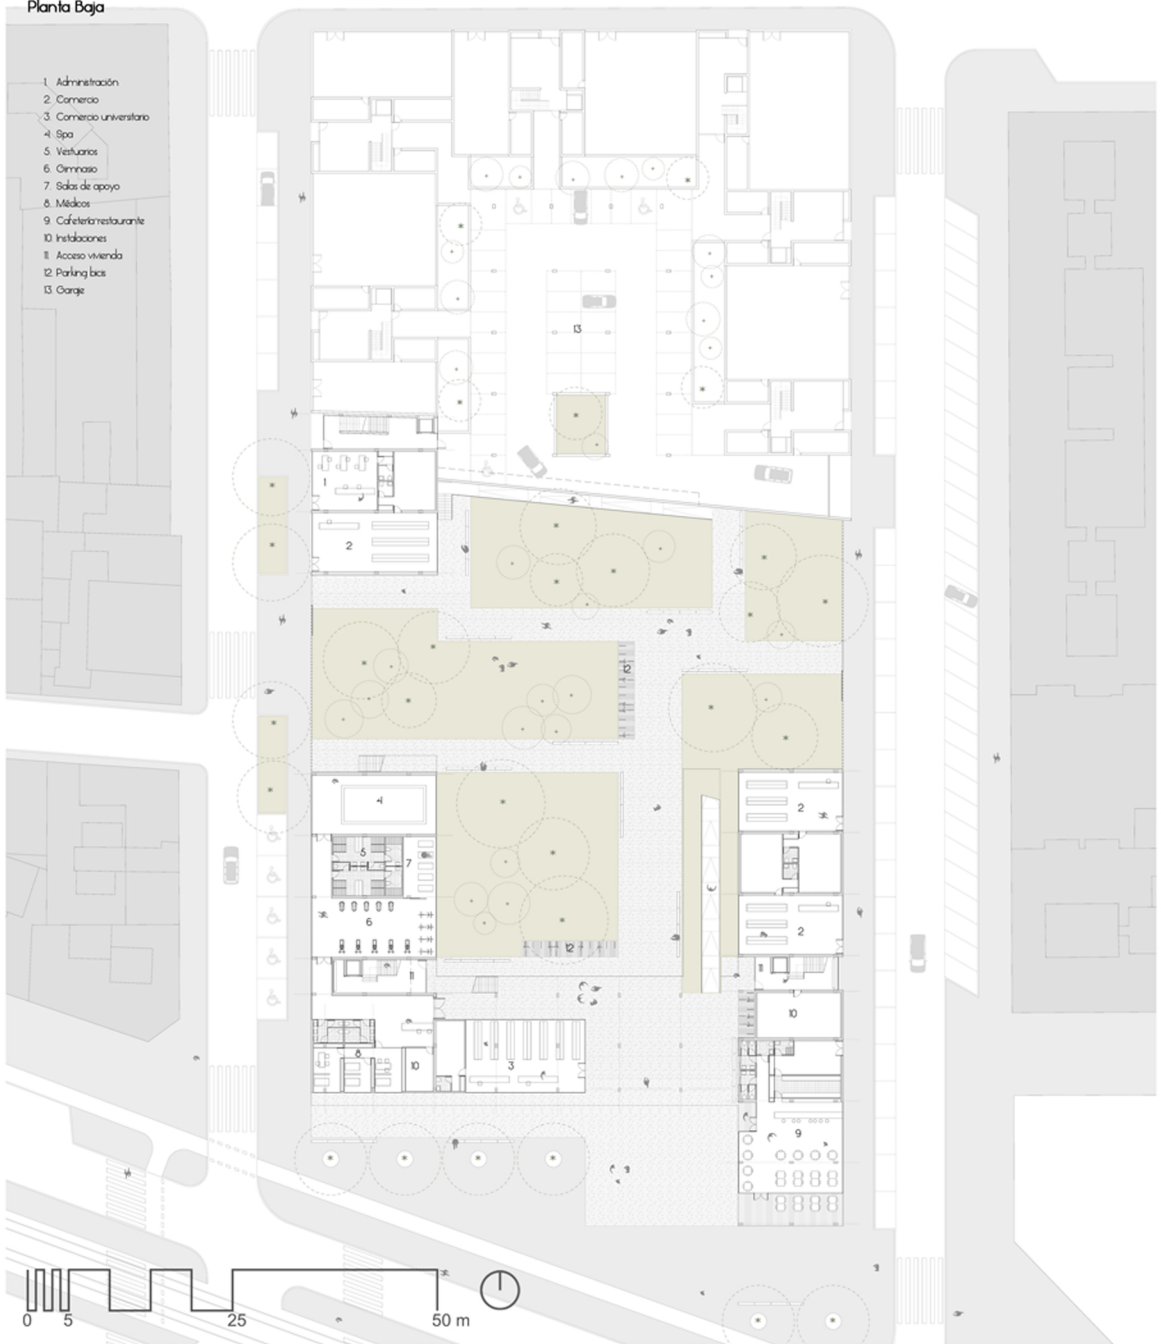 Planta Baja
1. Administración
2. Comercio
3. Comercio universitario
4. Spa
5. Vestuarios
6. Gimnasio
7. Salas de apoyo
8. Médicos
9. Cafetería-restaurante
10. Instalaciones
11. Acceso vivienda
12. Parking bicis
13. Garaje
13
1
2
12
4
2
5
7
6
2
12
11
11
10
8
10
3
9
0 5 25 50 m